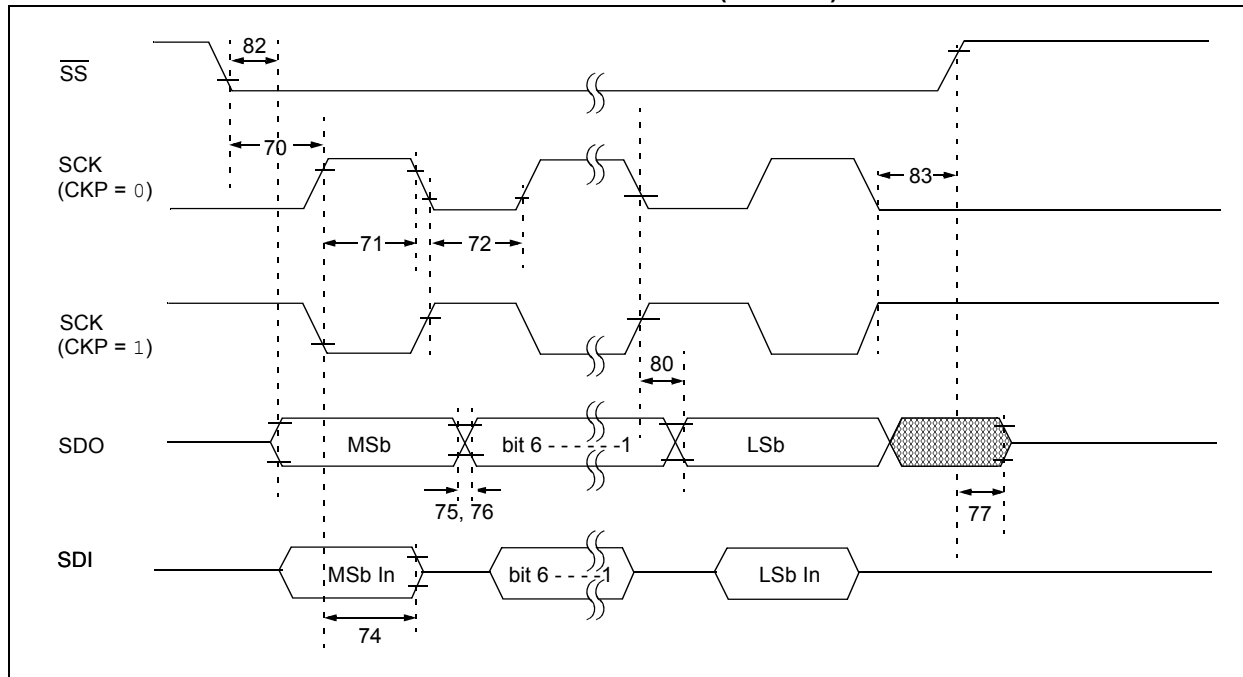 82
SS
70
SCK
(CKP = 0)
83
71
72
SCK
(CKP = 1)
80
SDO
MSb
bit 6 - - - - - -1
LSb
75, 76
77
SDI
MSb In
bit 6 - - - -1
LSb In
74